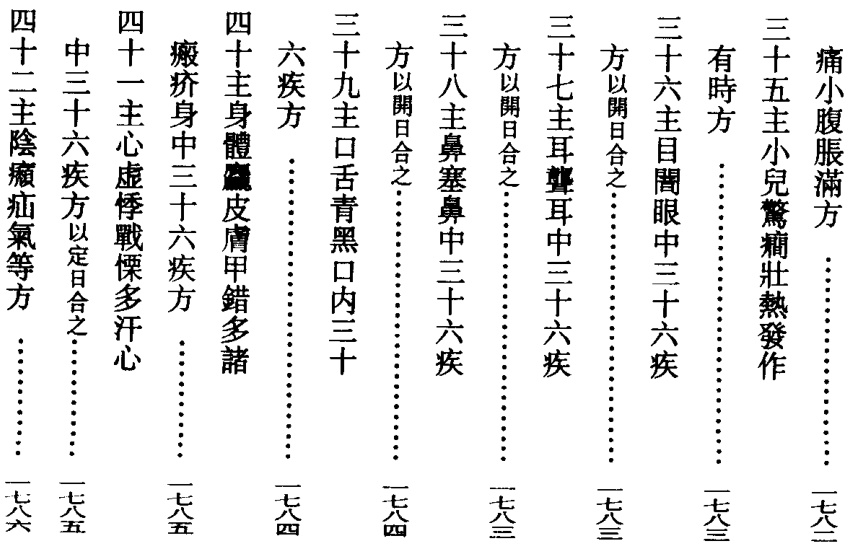 痛小腹脹滿方……………………一七八二
三十五主小兒驚癇壯熱發作
有時方……………………一七八三
三十六主目闇眼中三十六疾
方以開日合之……………………一七八三
三十七主耳聾耳中三十六疾
方以開日合之……………………一七八三
三十八主鼻塞鼻中三十六疾
方以開日合之……………………一七八四
三十九主口舌青黑口内三十
六疾方……………………一七八四
四十主身體麤皮膚甲錯多諸
瘢疥身中三十六疾方…………一七八五
四十一主心虚悸戰慄多汗心
中三十六疾方以定日合之…………一七八五
四十二主陰㿗疝氣等方…………一七八六